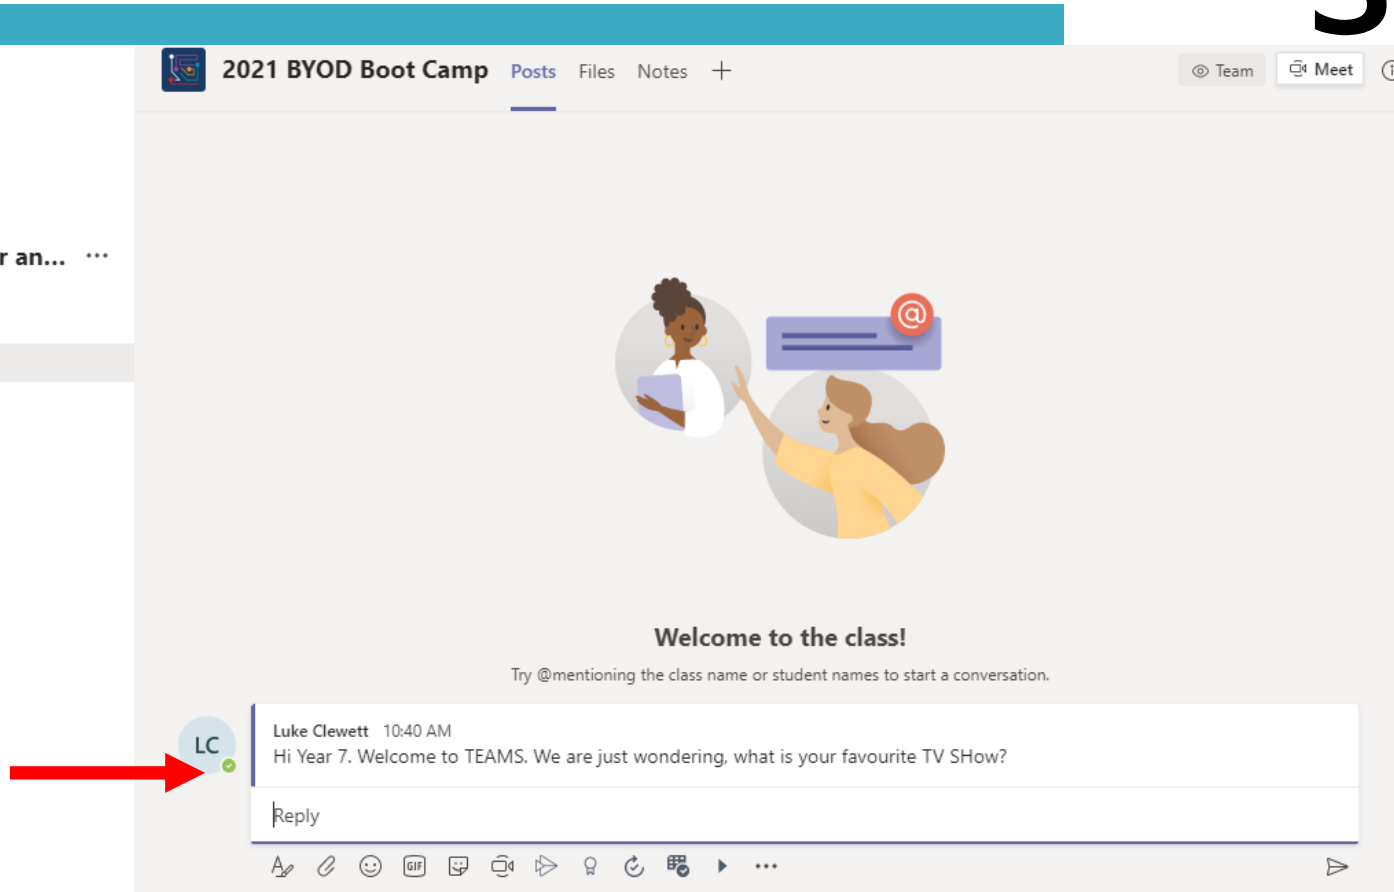 2021 BYOD Boot Camp Posts Files Notes
Team Meet
r an... ...
@
Welcome to the class!
Try @mentioning the class name or student names to start a conversation.
LC
Luke Clewett 10:40 AM
Hi Year 7. Welcome to TEAMS. We are just wondering, what is your favourite TV SHow?
Reply
GIF